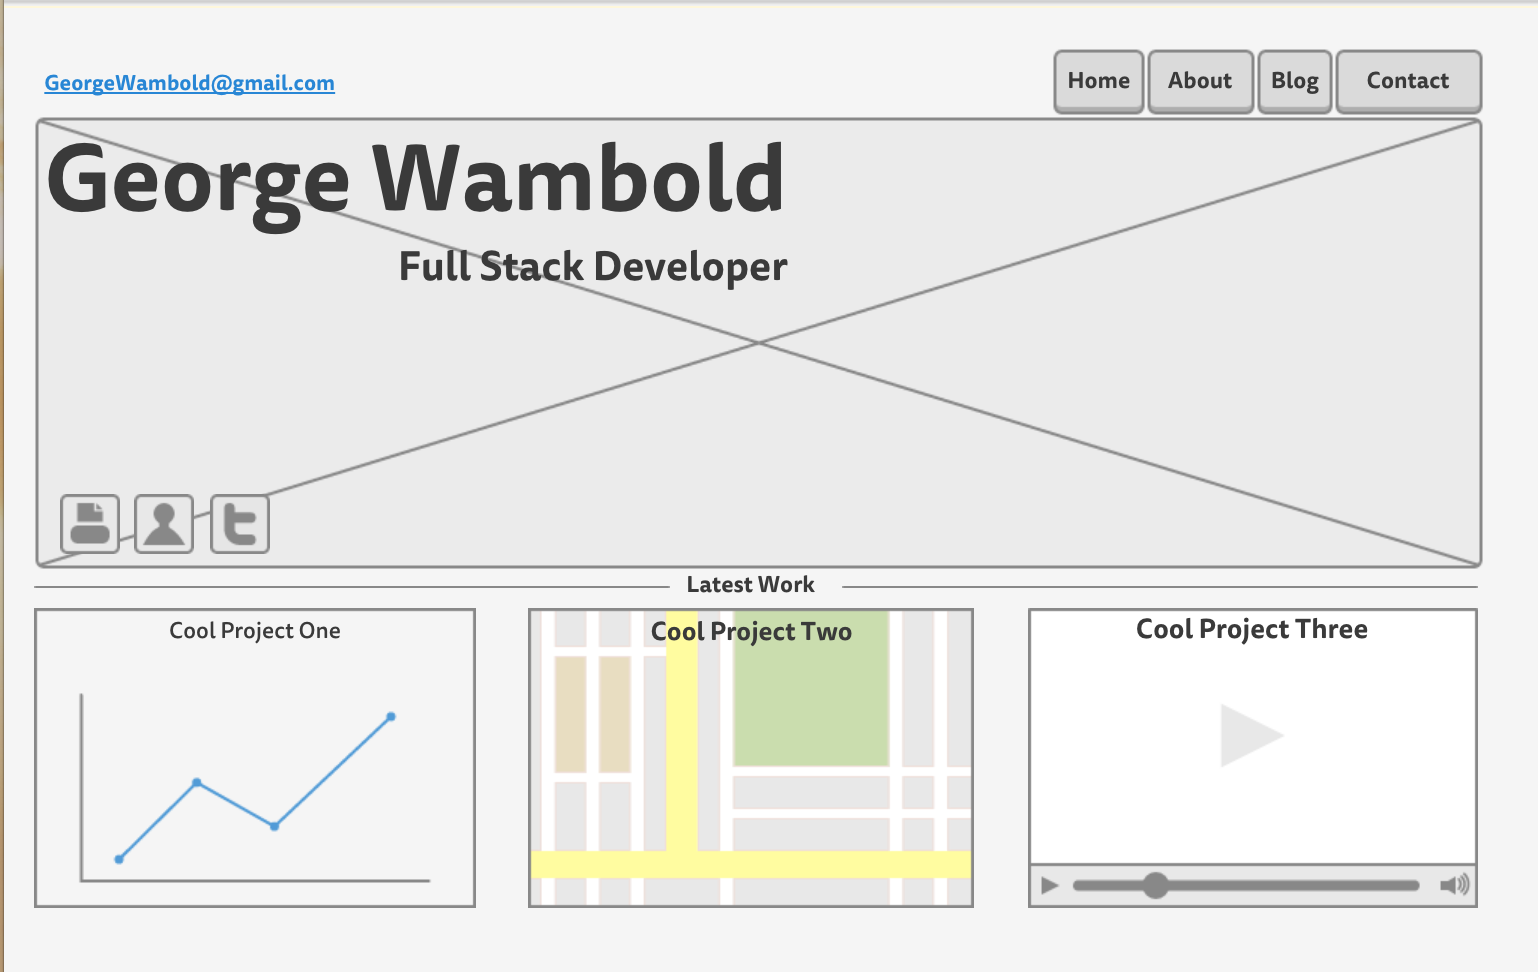 GeorgeWambold@gmail.com
Home About Blog Contact
George Wambold
Full Stack Developer
Latest Work
Cool Project One
Cool Project Two
Cool Project Three